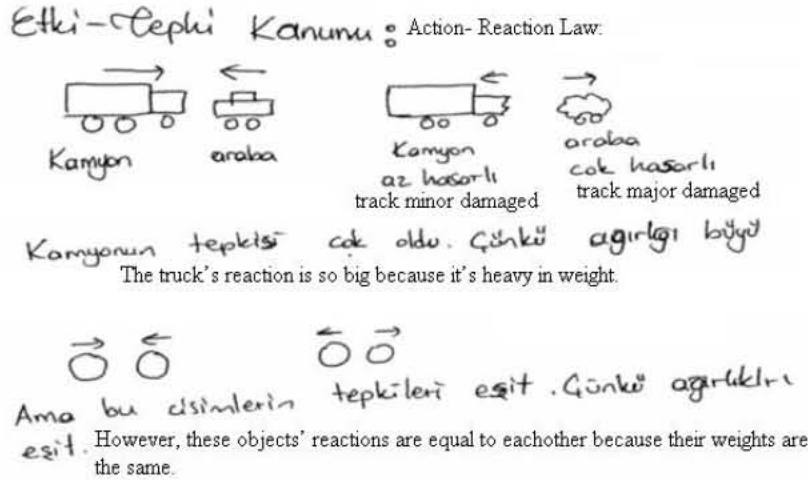 Etki-Tepki Kanunu : Action- Reaction Law:
Kamyon araba Kamyon araba
az hasarlı çok hasarlı
track minor damaged track major damaged
Kamyonun tepkisi cok oldu. Çünkü ağırlığı büyü
The truck's reaction is so big because it's heavy in weight.
Ama bu cisimlerin tepkileri eşit. Çünkü ağırlıklrı
eşit. However, these objects' reactions are equal to eachother because their weights are
the same.